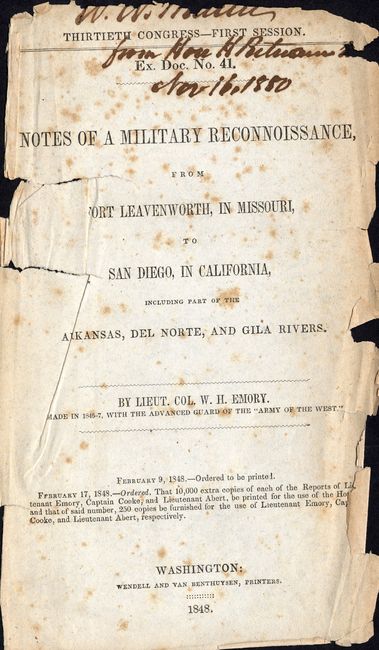 THIRTIETH CONGRESS—FIRST SESSION.
from Hon
Ex. Doc. No. 41.
Nov 16, 1880
NOTES OF A MILITARY RECONNOISSANCE,
FROM
ORT LEAVENWORTH, IN MISSOURI,
TO
SAN DIEGO, IN CALIFORNIA,
INCLUDING PART OF THE
ARKANSAS, DEL NORTE, AND GILA RIVERS.
BY LIEUT. COL. W. H. EMORY.
MADE IN 1846-7, WITH THE ADVANCED GUARD OF THE "ARMY OF THE WEST."
FEBRUARY 9, 1848.—Ordered to be printed.
FEBRUARY 17, 1848.—Ordered, That 10,000 extra copies of each of the Reports of Lie
tenant Emory, Captain Cooke, and Lieutenant Abert, be printed for the use of the Hou
and that of said number, 250 copies be furnished for the use of Lieutenant Emory, Cap
Cooke, and Lieutenant Abert, respectively.
WASHINGTON:
WENDELL AND VAN BENTHUYSEN, PRINTERS.
1848.